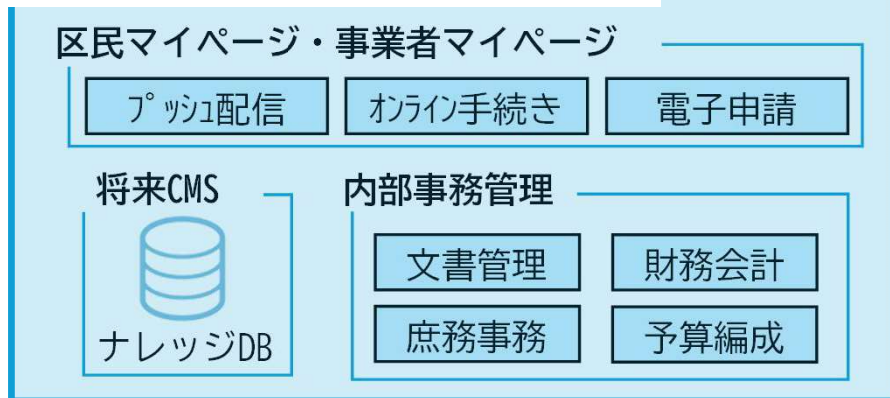 区民マイページ・事業者マイページ
プッシュ配信 オンライン手続き 電子申請
将来CMS 内部事務管理
文書管理 財務会計
ナレッジDB 庶務事務 予算編成